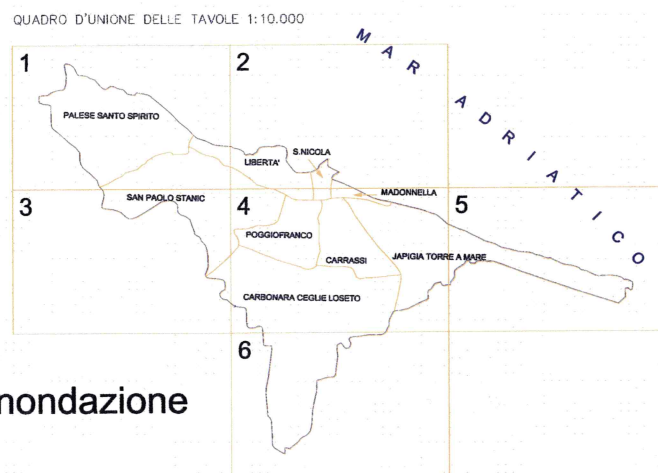 QUADRO D'UNIONE DELLE TAVOLE 1:10.000
MAR ADRIATICO
1
2
PALESE SANTO SPIRITO
S.NICOLA
LIBERTA'
MADONNELLA
3
SAN PAOLO STANIC
4
5
POGGIOFRANCO
CARRASSI
JAPIGIA TORRE A MARE
CARBONARA CEGLIE LOSETO
6
nondazione